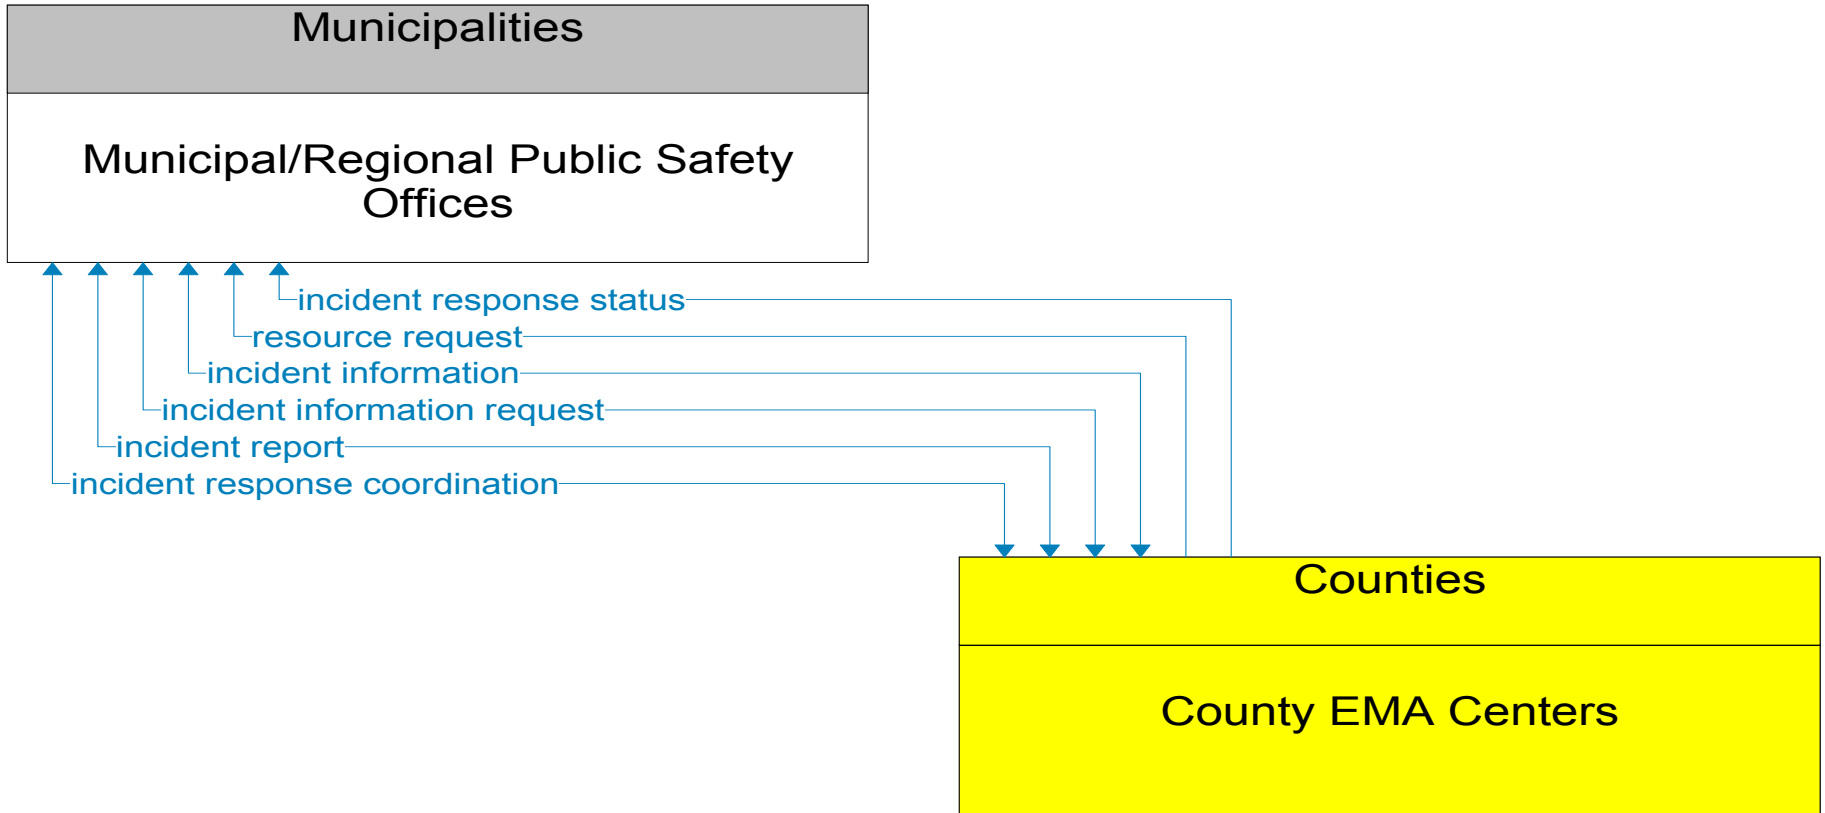 Municipalities
Municipal/Regional Public Safety
Offices
incident response status
resource request
incident information
incident information request
incident report
incident response coordination
Counties
County EMA Centers